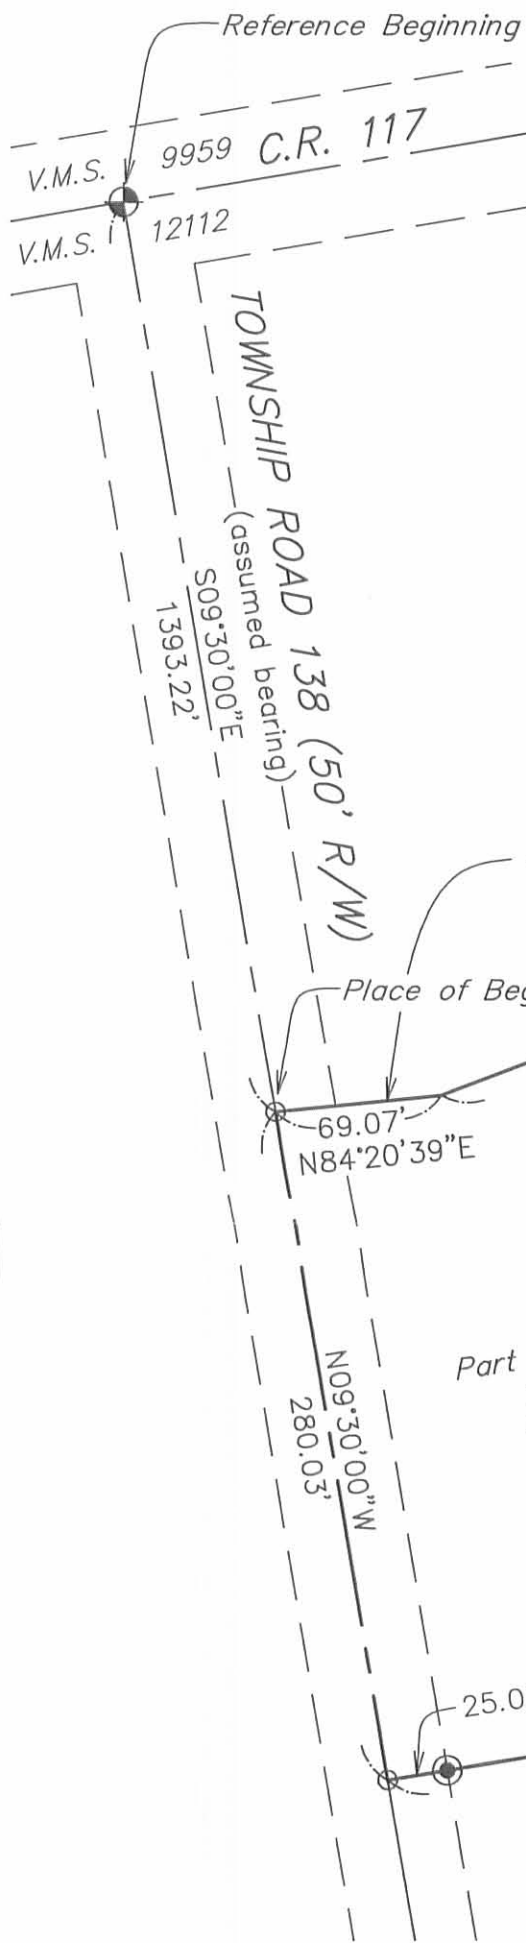 Reference Beginning
V.M.S. 9959 C.R. 117
V.M.S. 12112
TOWNSHIP ROAD 138 (50' R/W)
(assumed bearing)
S09°30'00"E
1393.22'
Place of Beg
69.07'
N84°20'39"E
N09°30'00"W
280.03'
Part
25.0